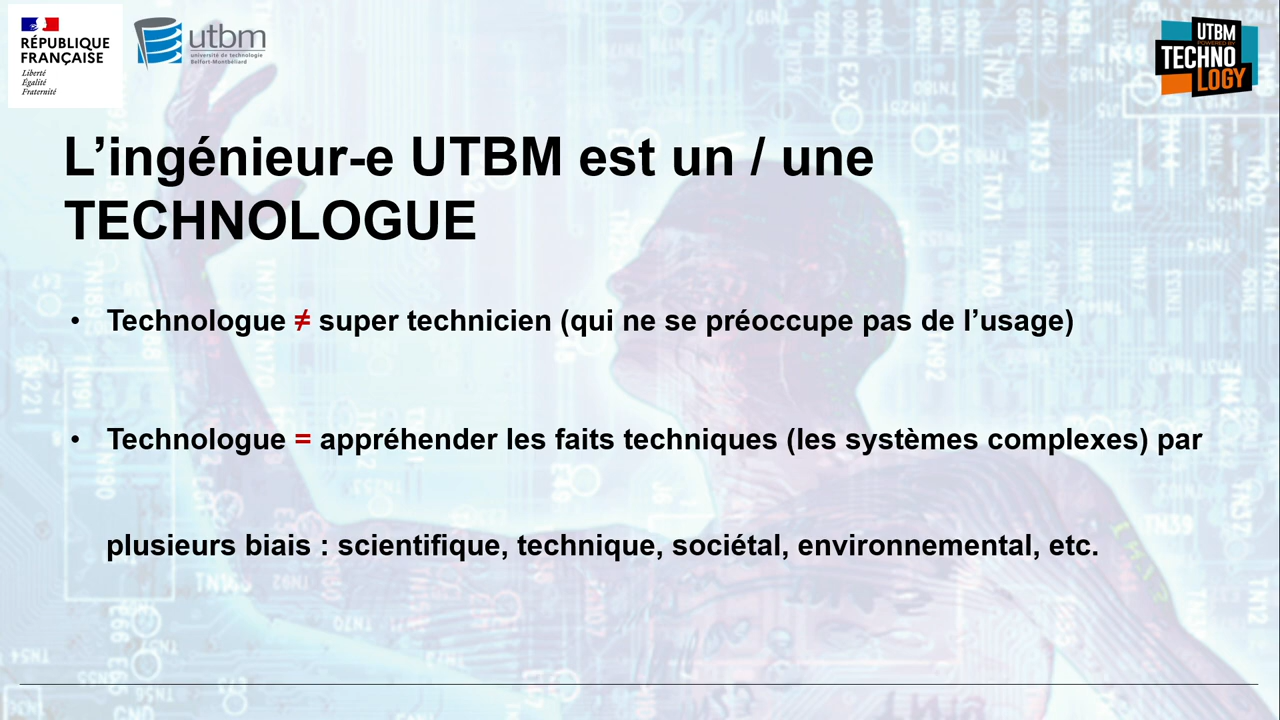 RÉPUBLIQUE
FRANÇAISE
Liberté
Égalité
Fraternité
utbm
université de technologie
Belfort-Montbéliard
UTBM
POWERED BY
TECHNO
LOGY
L’ingénieur-e UTBM est un / une
TECHNOLOGUE
• Technologue ≠ super technicien (qui ne se préoccupe pas de l’usage)
• Technologue = appréhender les faits techniques (les systèmes complexes) par
plusieurs biais : scientifique, technique, sociétal, environnemental, etc.